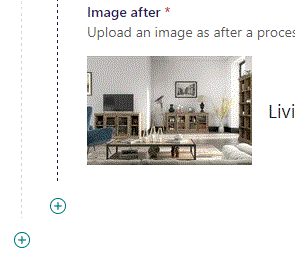 Image after *
Upload an image as after a proces
Livi